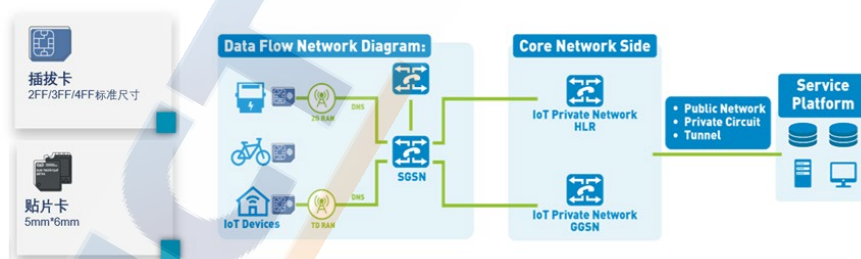 插拔卡
2FF/3FF/4FF标准尺寸
贴片卡
5mm*6mm
Data Flow Network Diagram:
2G RAN
DNS
SGSN
IoT Devices
TD RAN
DNS
Core Network Side
IoT Private Network
HLR
IoT Private Network
GGSN
• Public Network
• Private Circuit
• Tunnel
Service
Platform